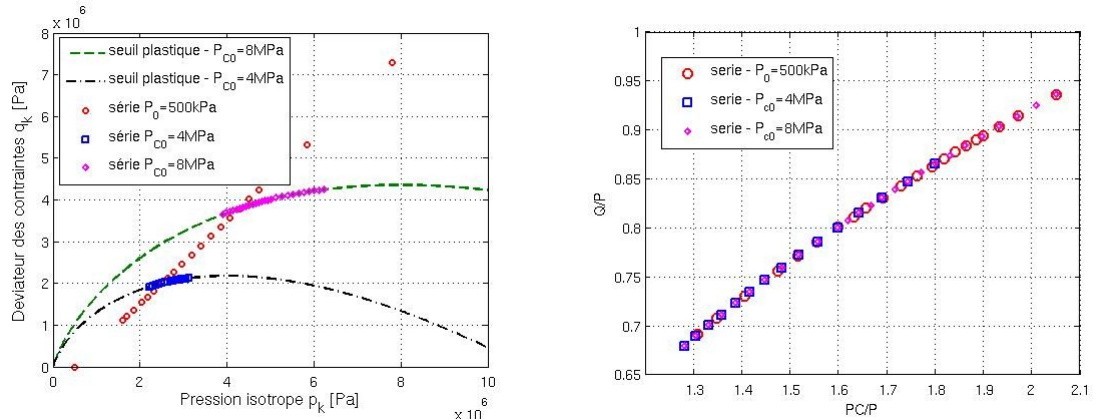 x 10^6
8
7
6
5
4
3
2
1
0
Deviateur des contraintes q_k [Pa]
seuil plastique - P_C0=8MPa
seuil plastique - P_C0=4MPa
série P_0=500kPa
série P_C0=4MPa
série P_C0=8MPa
0 2 4 6 8 10
Pression isotrope p_k [Pa]
x 10^6
0.95
0.9
0.85
0.8
0.75
0.7
0.65
Q/P
serie - P_0=500kPa
serie - P_c0=4MPa
serie - P_c0=8MPa
1.3 1.4 1.5 1.6 1.7 1.8 1.9 2 2.1
PC/P